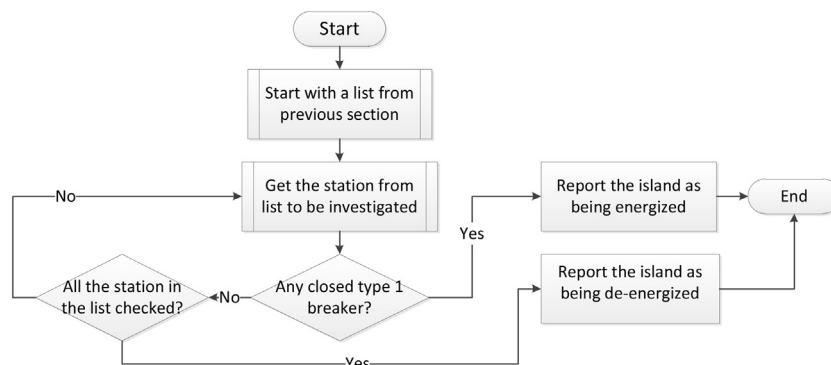 Start
Start with a list from
previous section
No
Get the station from
list to be investigated
Report the island as
being energized
End
Yes
All the station in
the list checked?
No
Any closed type 1
breaker?
Report the island as
being de-energized
Yes